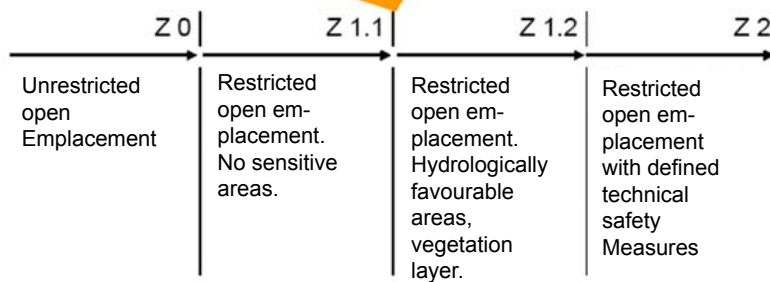 Z 0
Z 1.1
Z 1.2
Z 2
Unrestricted
open
Emplacement
Restricted
open em-
placement.
No sensitive
areas.
Restricted
open em-
placement.
Hydrologically
favourable
areas,
vegetation
layer.
Restricted
open em-
placement
with defined
technical
safety
Measures